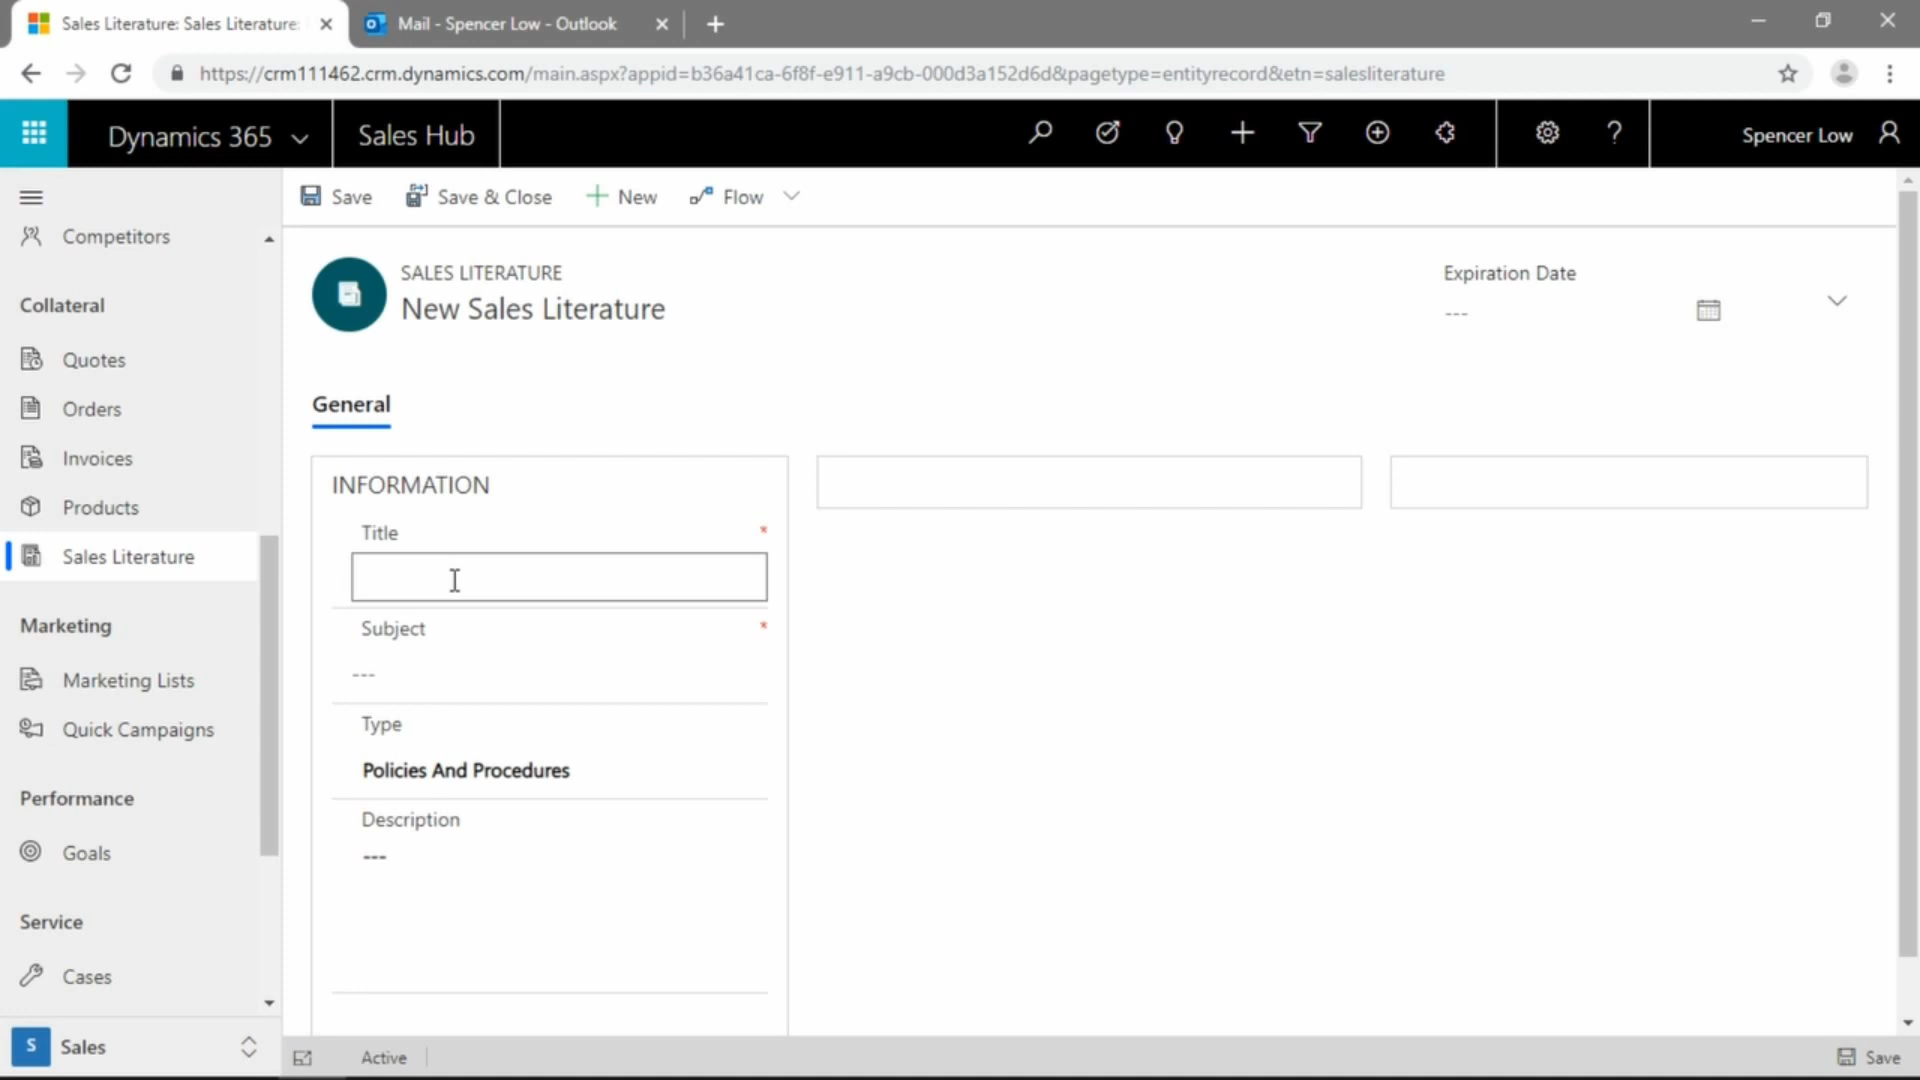 Sales Literature: Sales Literature:
Mail - Spencer Low - Outlook
https://crm111462.crm.dynamics.com/main.aspx?appid=b36a41ca-6f8f-e911-a9cb-000d3a152d6d&pagetype=entityrecord&etn=salesliterature
Dynamics 365
Sales Hub
Spencer Low
Save
Save & Close
New
Flow
Competitors
Collateral
Quotes
Orders
Invoices
Products
Sales Literature
Marketing
Marketing Lists
Quick Campaigns
Performance
Goals
Service
Cases
S
Sales
SALES LITERATURE
New Sales Literature
Expiration Date
---
General
INFORMATION
Title *
Subject *
---
Type
Policies And Procedures
Description
---
Active
Save